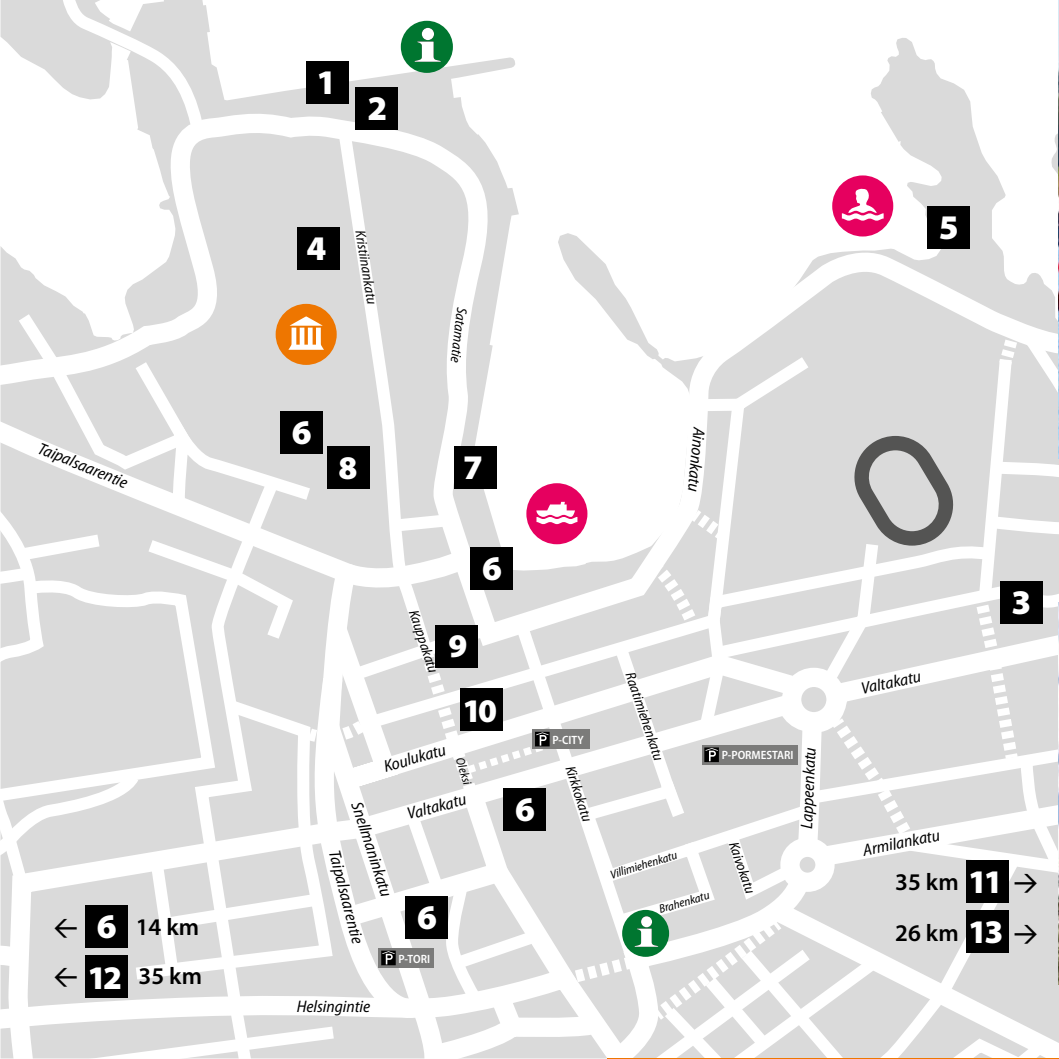 1
2
5
4
Kristiinankatu
Satamatie
6
8
7
Taipalsaarentie
Ainonkatu
6
3
Kauppakatu
9
10
Raatimiehenkatu
Valtakatu
P P-CITY
P P-PORMESTARI
Koulukatu
Oleksi
Kirkkokatu
Lappeenkatu
Valtakatu
6
Snellmaninkatu
Taipalsaarentie
Villimiehenkatu
Kaivokatu
Armilankatu
Brahenkatu
35 km 11 →
26 km 13 →
6
← 6 14 km
← 12 35 km
P P-TORI
Helsingintie
i
i